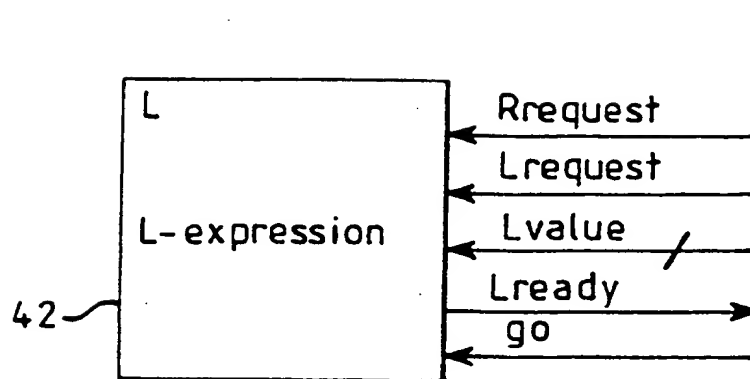 L
Rrequest
Lrequest
L-expression
Lvalue
Lready
42
go